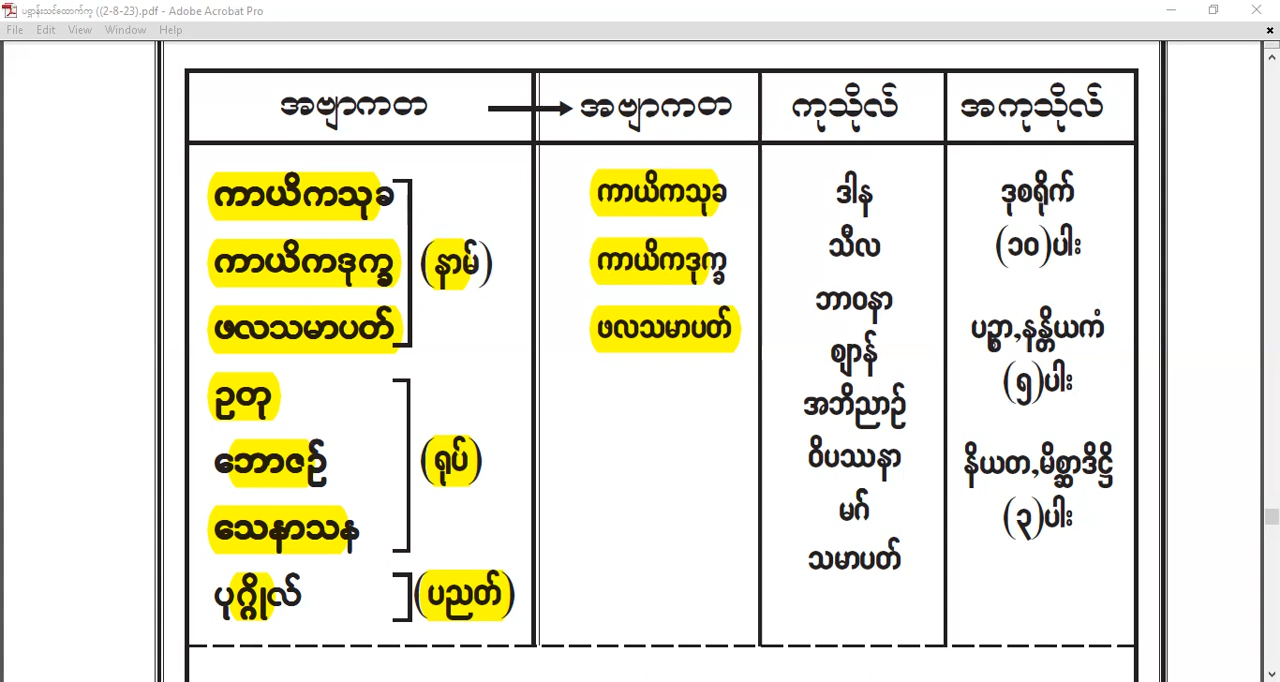 ပဋ္ဌာန်းသင်ထောက်ကူ ((2-8-23).pdf - Adobe Acrobat Pro
File Edit View Window Help
အဗျာကတ → အဗျာကတ ကုသိုလ် အကုသိုလ်
ကာယိကသုခ
ကာယိကဒုက္ခ (နာမ်)
ဖလသမာပတ်
ဥတု
ဘောဇဉ် (ရုပ်)
သေနာသန
ပုဂ္ဂိုလ် (ပညတ်)
ကာယိကသုခ
ကာယိကဒုက္ခ
ဖလသမာပတ်
ဒါန
သီလ
ဘာဝနာ
ဈာန်
အဘိညာဉ်
ဝိပဿနာ
မဂ်
သမာပတ်
ဒုစရိုက်
(၁၀)ပါး
ပဉ္စာ,နန္တိယကံ
(၅)ပါး
နိယတ,မိစ္ဆာဒိဋ္ဌိ
(၃)ပါး